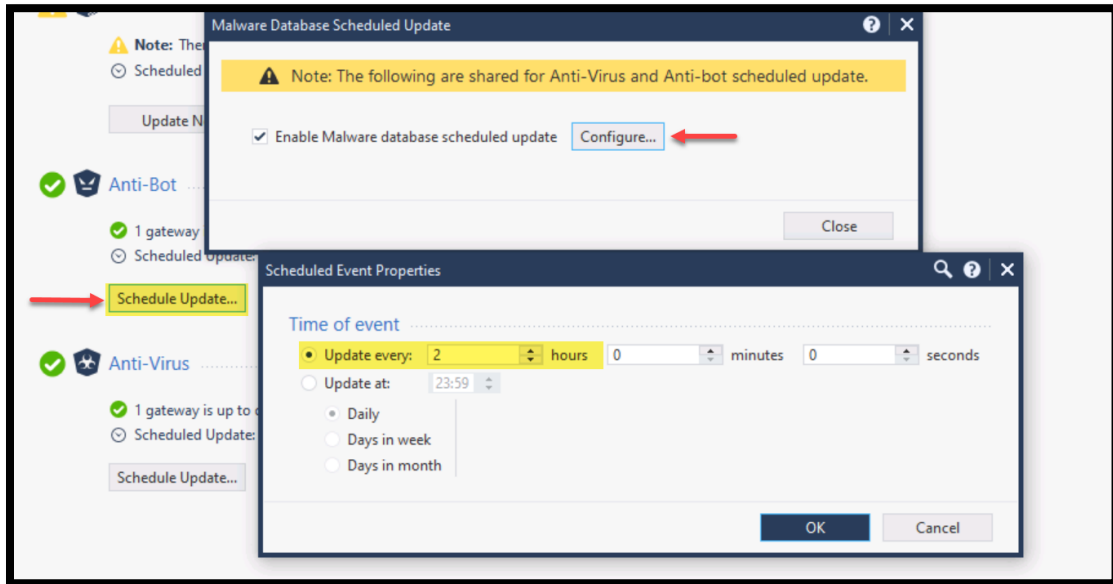 Malware Database Scheduled Update
Note: The
Scheduled
Note: The following are shared for Anti-Virus and Anti-bot scheduled update.
Update N
Enable Malware database scheduled update Configure...
Anti-Bot
1 gateway
Close
Scheduled Update:
Scheduled Event Properties
Schedule Update...
Time of event
Update every: 2 hours 0 minutes 0 seconds
Anti-Virus
Update at: 23:59
Daily
1 gateway is up to
Scheduled Update:
Days in week
Days in month
Schedule Update...
OK Cancel